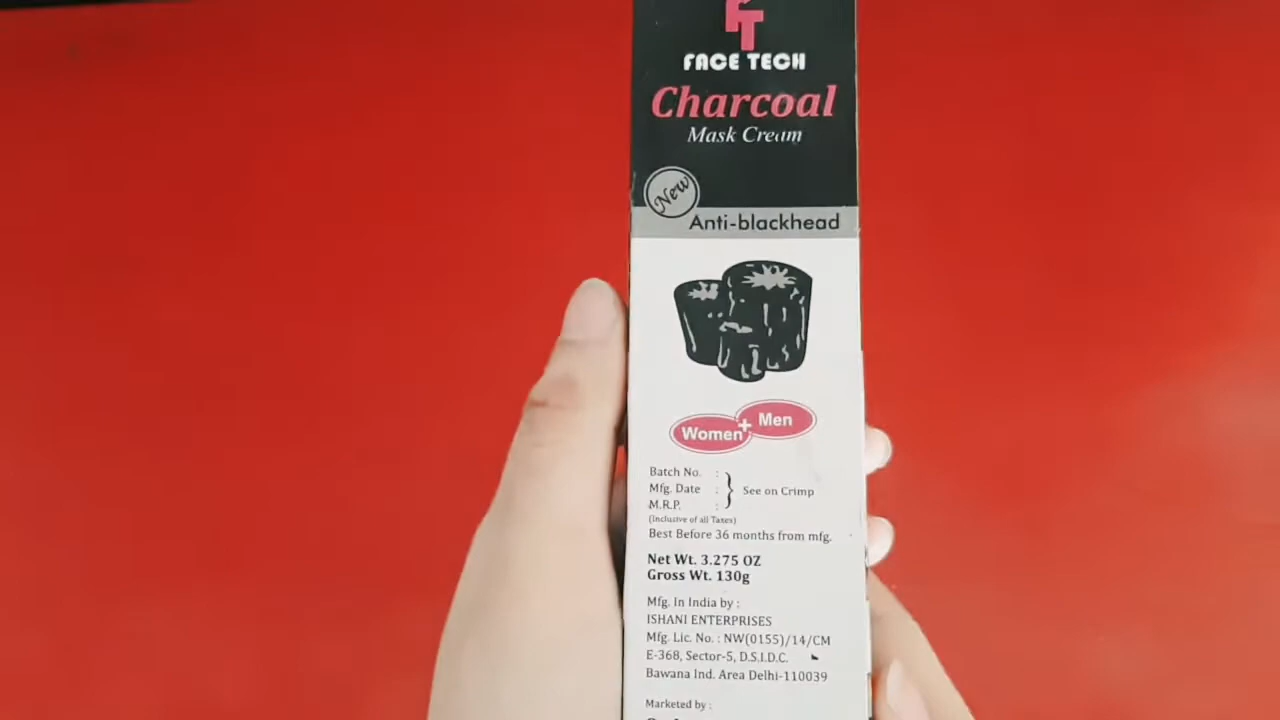 FT
FACE TECH
Charcoal
Mask Cream
New
Anti-blackhead
Women + Men
Batch No. :
Mfg. Date : } See on Crimp
M.R.P. :
(Inclusive of all Taxes)
Best Before 36 months from mfg.
Net Wt. 3.275 OZ
Gross Wt. 130g
Mfg. In India by :
ISHANI ENTERPRISES
Mfg. Lic. No. : NW(0155)/14/CM
E-368, Sector-5, D.S.I.D.C.
Bawana Ind. Area Delhi-110039
Marketed by :